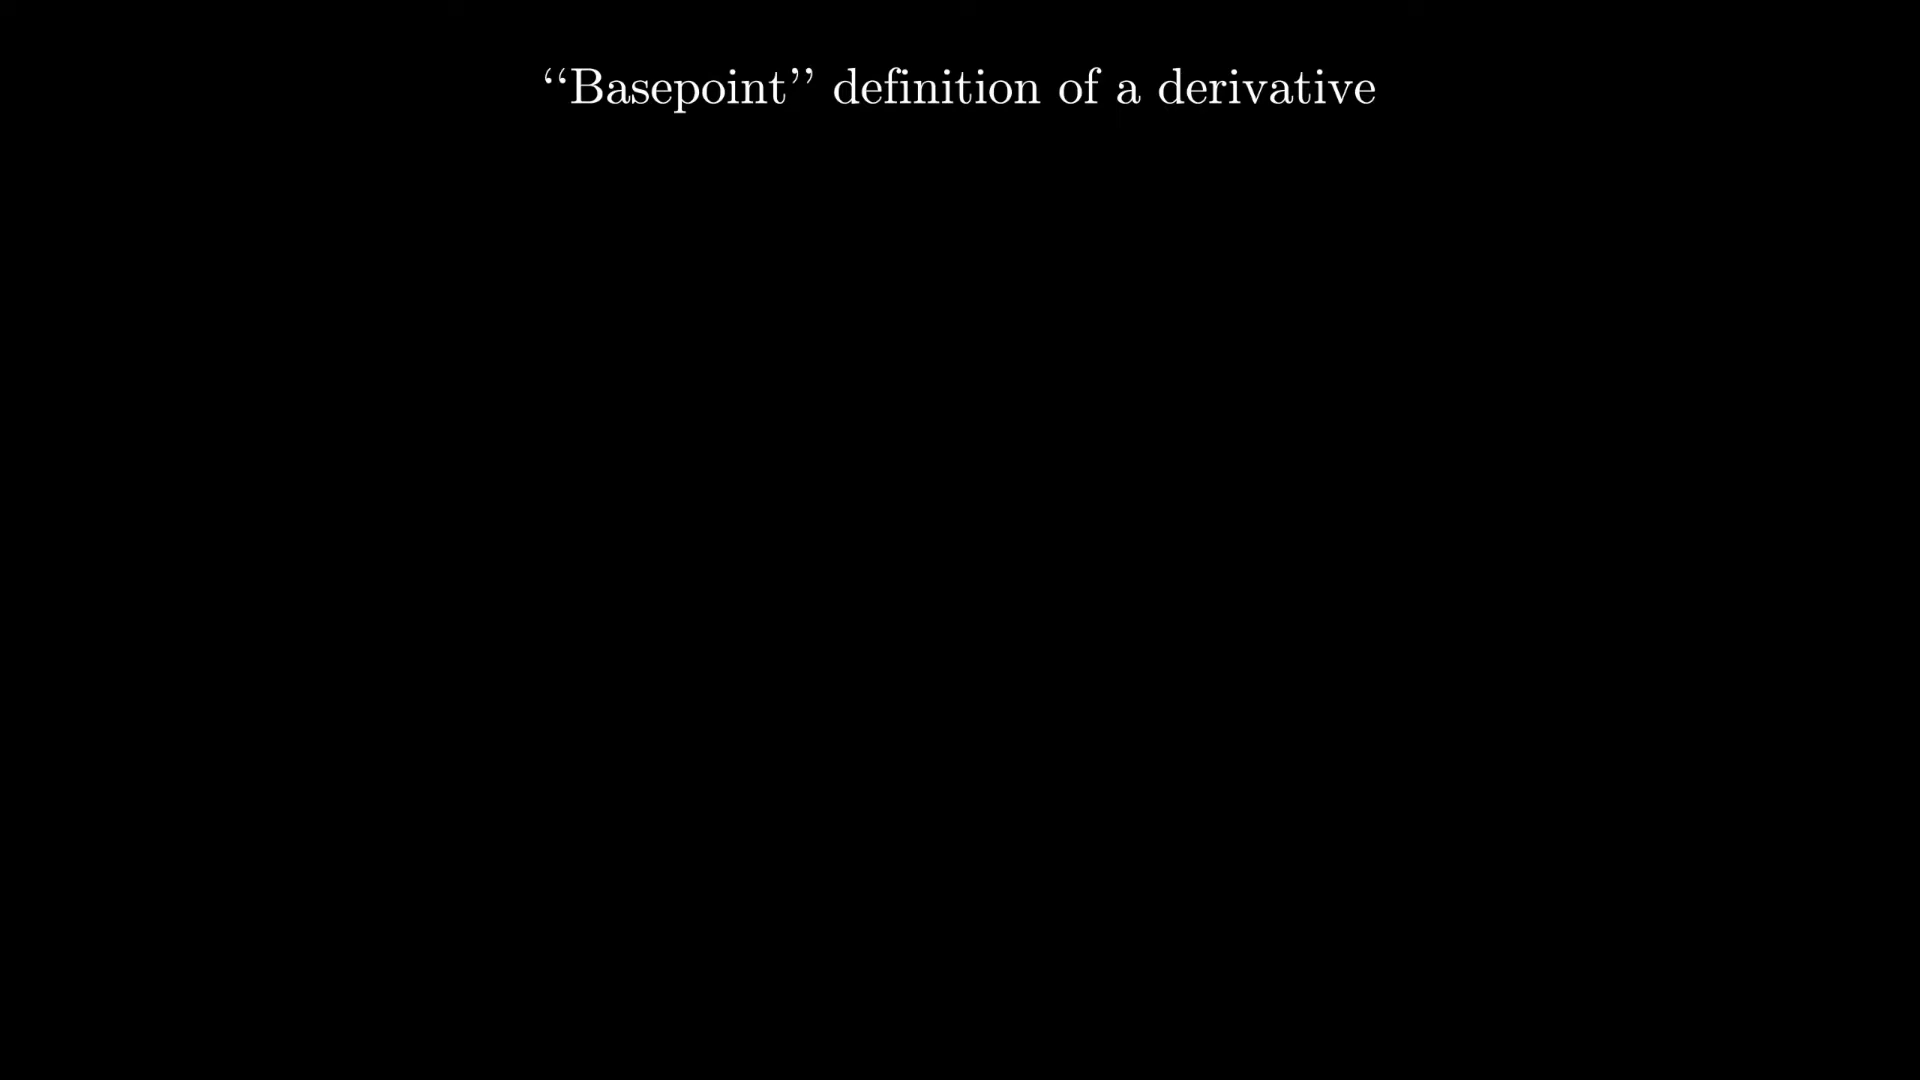 ‘‘Basepoint’’ definition of a derivative